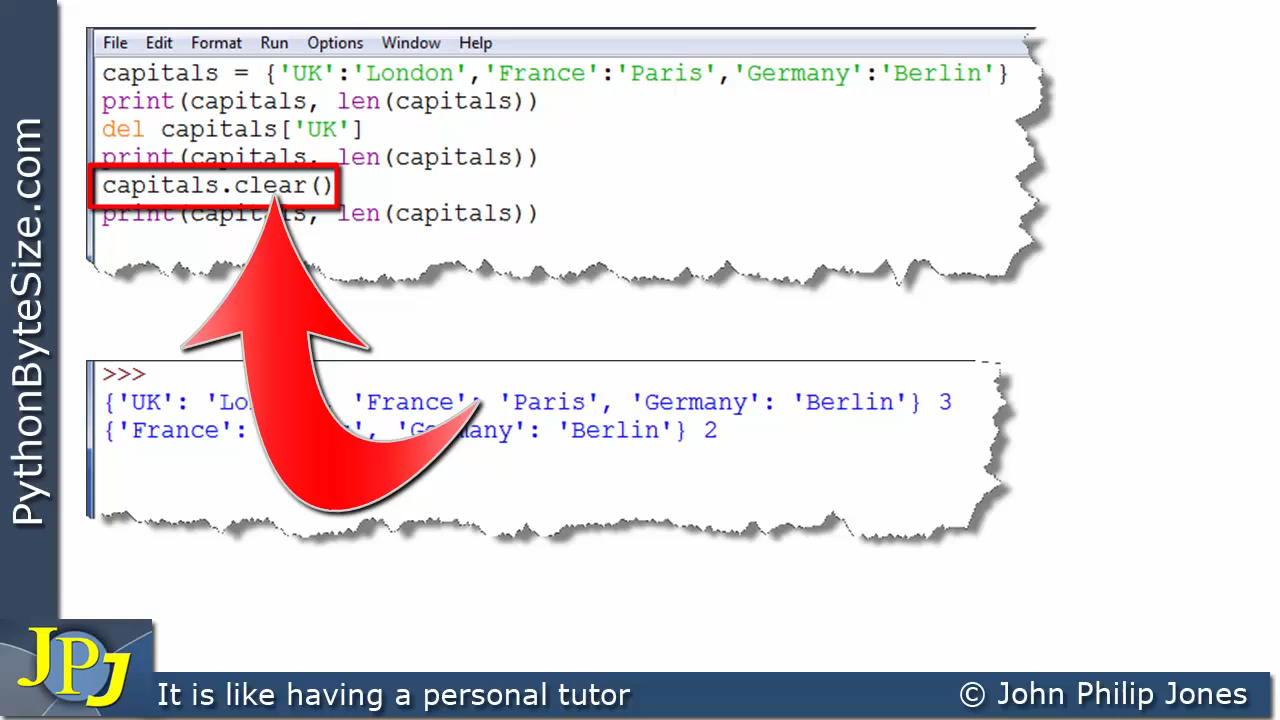 File Edit Format Run Options Window Help
capitals = {'UK':'London','France':'Paris','Germany':'Berlin'}
print(capitals, len(capitals))
del capitals['UK']
print(capitals, len(capitals))
capitals.clear()
print(capitals, len(capitals))
>>>
{'UK': 'Lo 'France': 'Paris', 'Germany': 'Berlin'} 3
{'France': ', 'Germany': 'Berlin'} 2
PythonByteSize.com
JPJ
It is like having a personal tutor
© John Philip Jones